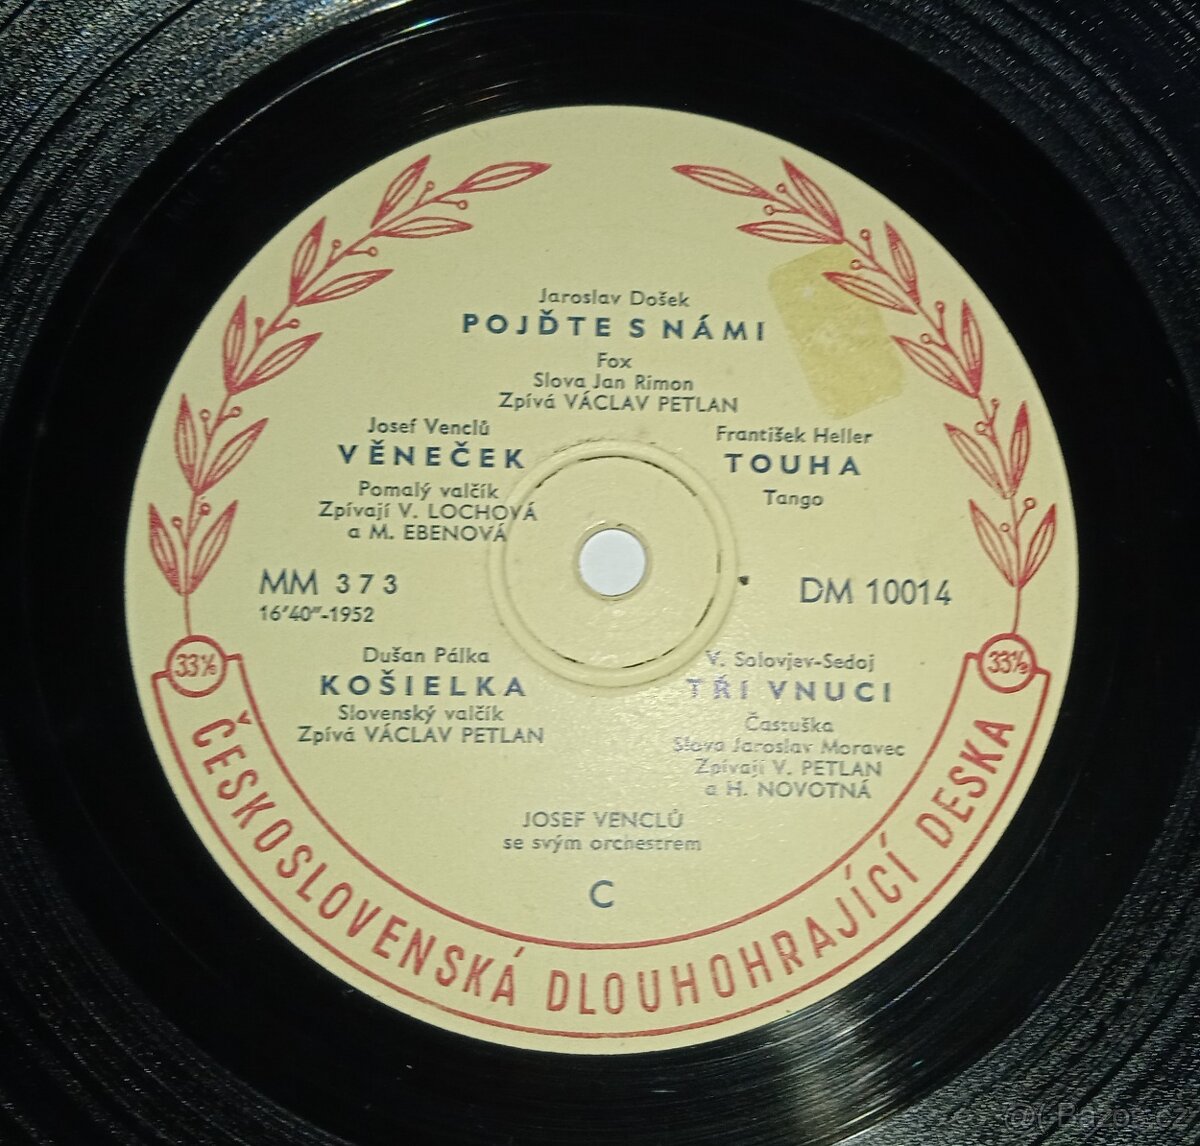 Jaroslav Došek
POJĎTE S NÁMI
Fox
Slova Jan Rimon
Zpívá VÁCLAV PETLAN
Josef Venclů
VĚNEČEK
Pomalý valčík
Zpívají V. LOCHOVÁ
a M. EBENOVÁ
František Heller
TOUHA
Tango
MM 373
16'40"-1952
DM 10014
Dušan Pálka
KOŠIELKA
Slovenský valčík
Zpívá VÁCLAV PETLAN
V. Solovjev-Sedoj
TŘI VNUCI
Častuška
Slova Jaroslav Moravec
Zpívají V. PETLAN
a H. NOVOTNÁ
JOSEF VENCLŮ
se svým orchestrem
C
33⅓
33⅓
ČESKOSLOVENSKÁ DLOUHOHRAJÍCÍ DESKA
Bazos.cz